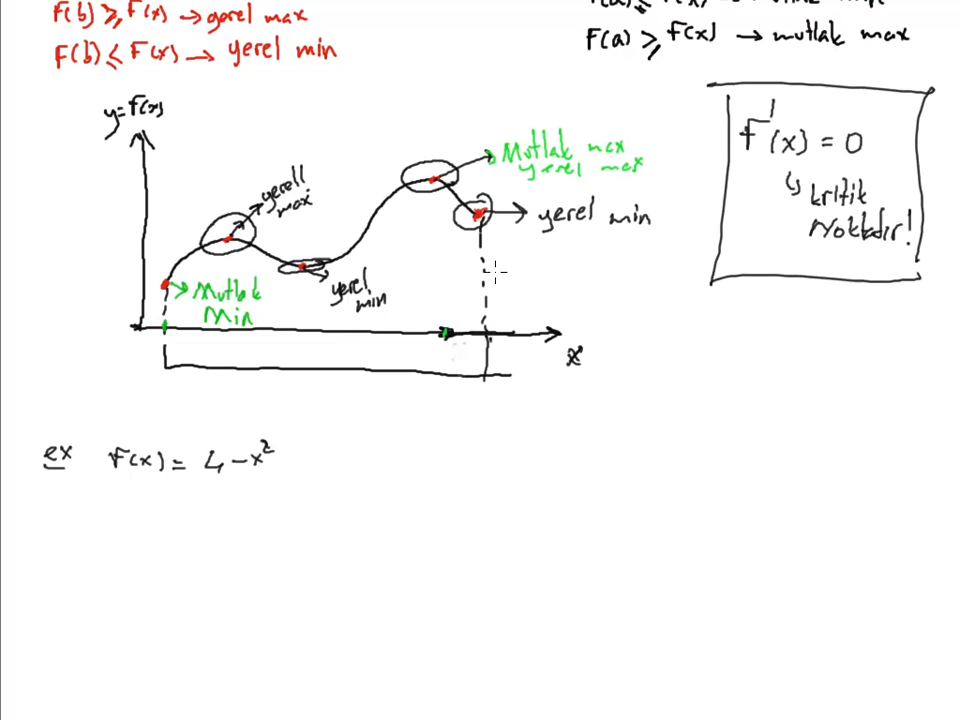 F(b) ≥ F(x) → yerel max
F(b) ≤ F(x) → yerel min
F(a) ≥ F(x) → mutlak max
y=F(x)
yerell max
Mutlak max
yerel max
yerel min
yerel min
Mutlak
Min
x
F'(x) = 0
↳ kritik
noktadır!
ex F(x) = 4 - x²